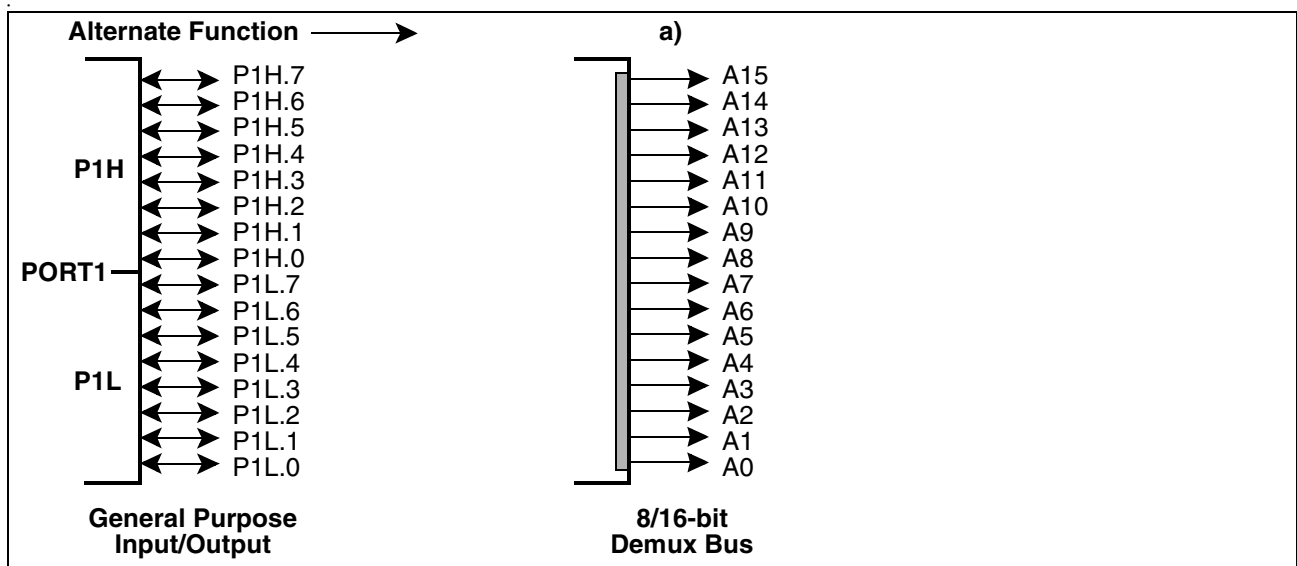 .
Alternate Function
a)
P1H.7
P1H.6
P1H.5
P1H.4
P1H.3
P1H.2
P1H.1
P1H.0
P1L.7
P1L.6
P1L.5
P1L.4
P1L.3
P1L.2
P1L.1
P1L.0
P1H
PORT1
P1L
General Purpose
Input/Output
A15
A14
A13
A12
A11
A10
A9
A8
A7
A6
A5
A4
A3
A2
A1
A0
8/16-bit
Demux Bus